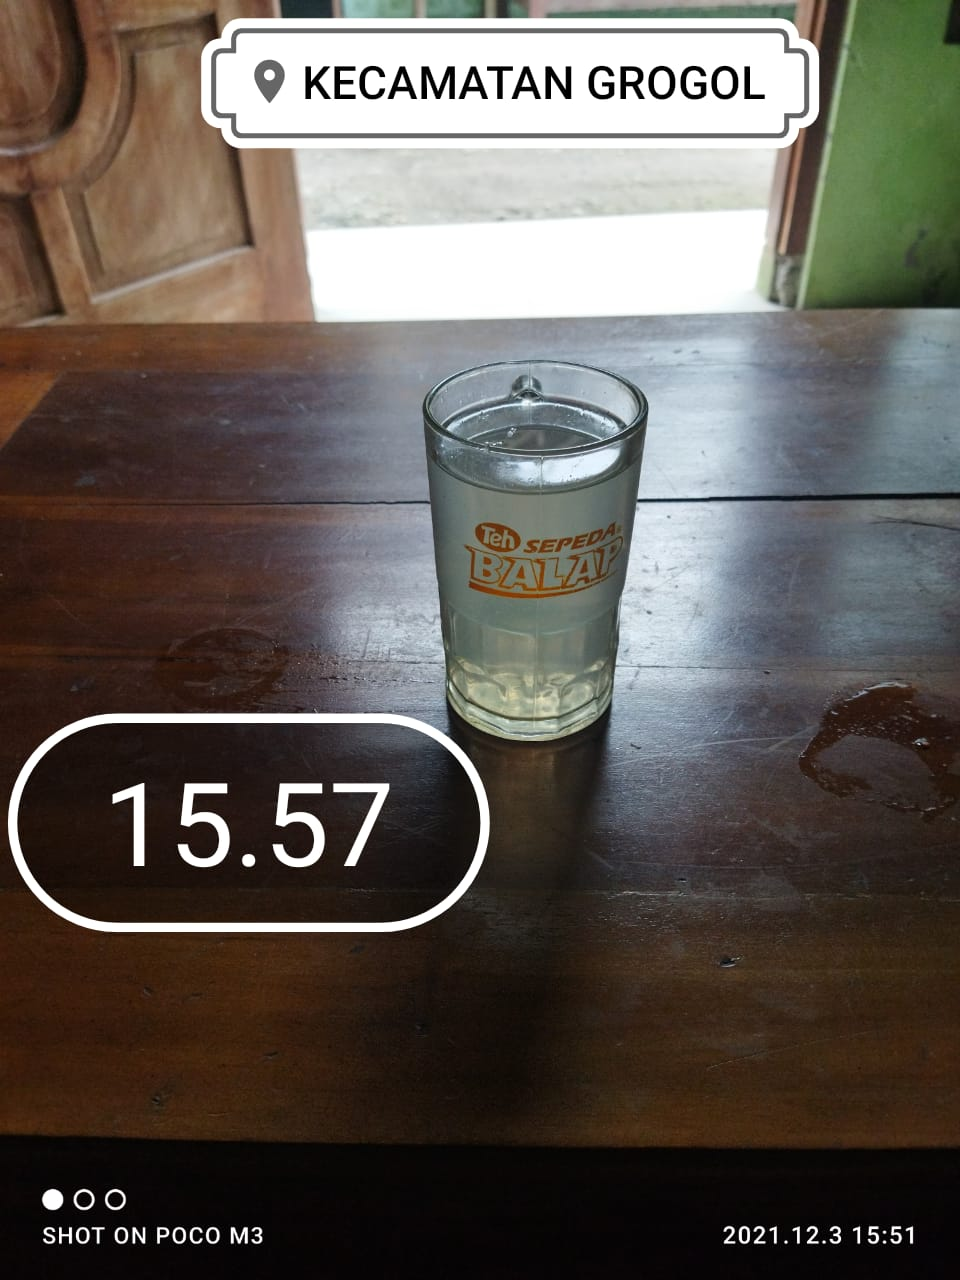 KECAMATAN GROGOL
Teh SEPEDA
BALAP
15.57
SHOT ON POCO M3
2021.12.3 15:51